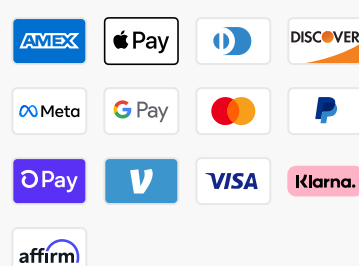 AMEX
Pay
DISCOVER
Meta
G Pay
Pay
VISA
Klarna.
affirm